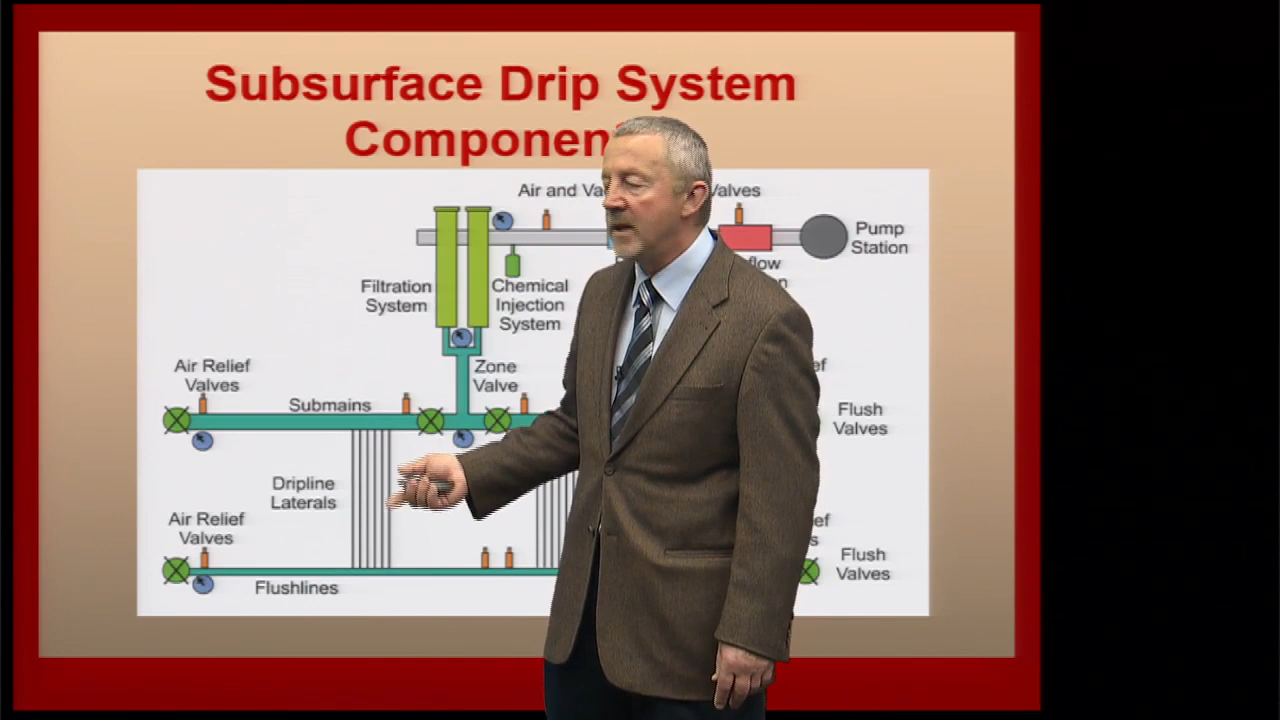 Subsurface Drip System
Componen
Air and Va
Valves
Pump
Station
Filtration
System
Chemical
Injection
System
Air Relief
Valves
Submains
Zone
Valve
Flush
Valves
Dripline
Laterals
Air Relief
Valves
Flushlines
Flush
Valves